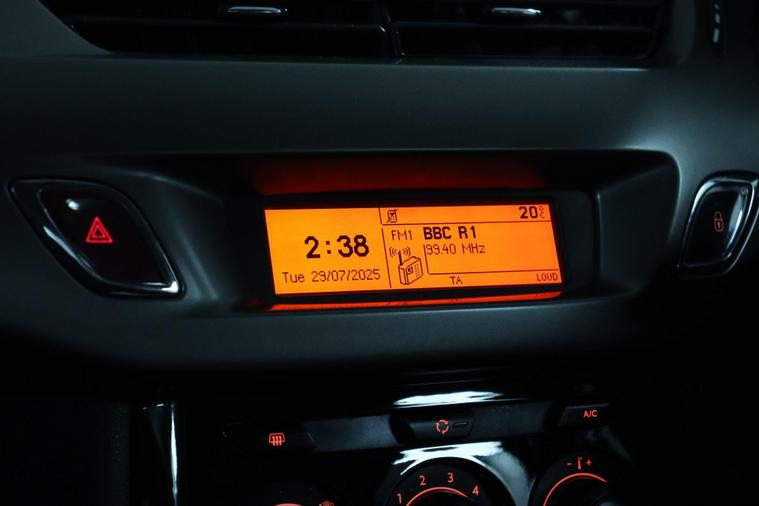 20°C
2:38
FM1 BBC R1
99.40 MHz
Tue 29/07/2025
TA LOUD
A/C
- +
1 2 3 4